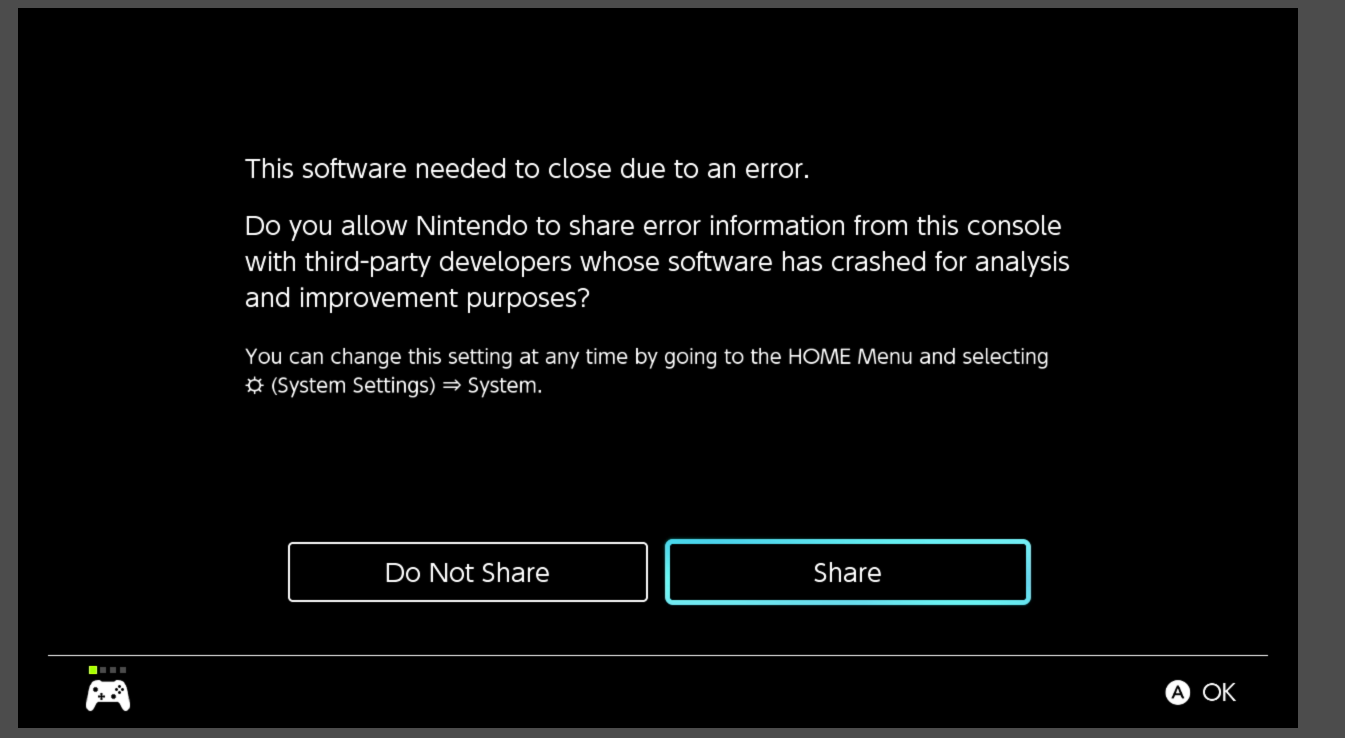 This software needed to close due to an error.
Do you allow Nintendo to share error information from this console
with third-party developers whose software has crashed for analysis
and improvement purposes?
You can change this setting at any time by going to the HOME Menu and selecting
(System Settings) ⇒ System.
Do Not Share
Share
A OK